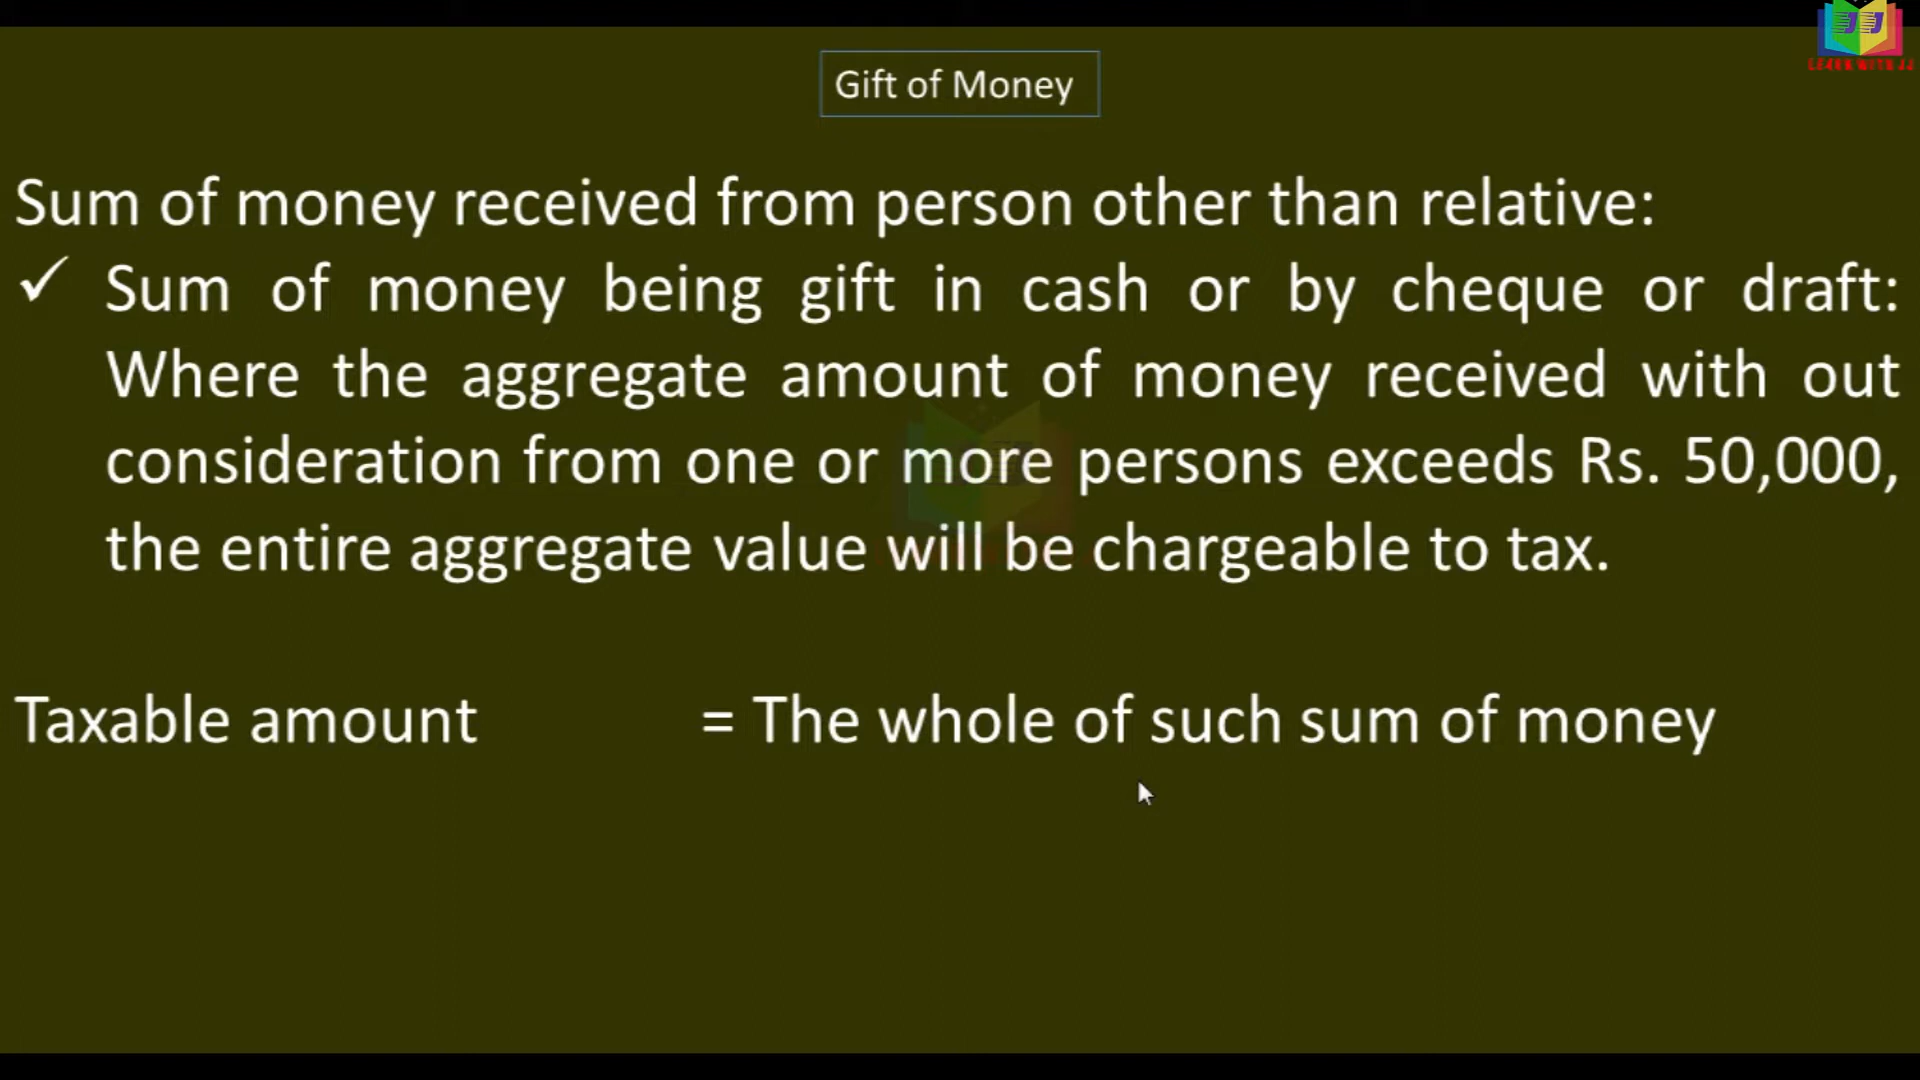 LEARN WITH JJ
Gift of Money
Sum of money received from person other than relative:
✓ Sum of money being gift in cash or by cheque or draft:
Where the aggregate amount of money received with out
consideration from one or more persons exceeds Rs. 50,000,
the entire aggregate value will be chargeable to tax.
Taxable amount = The whole of such sum of money